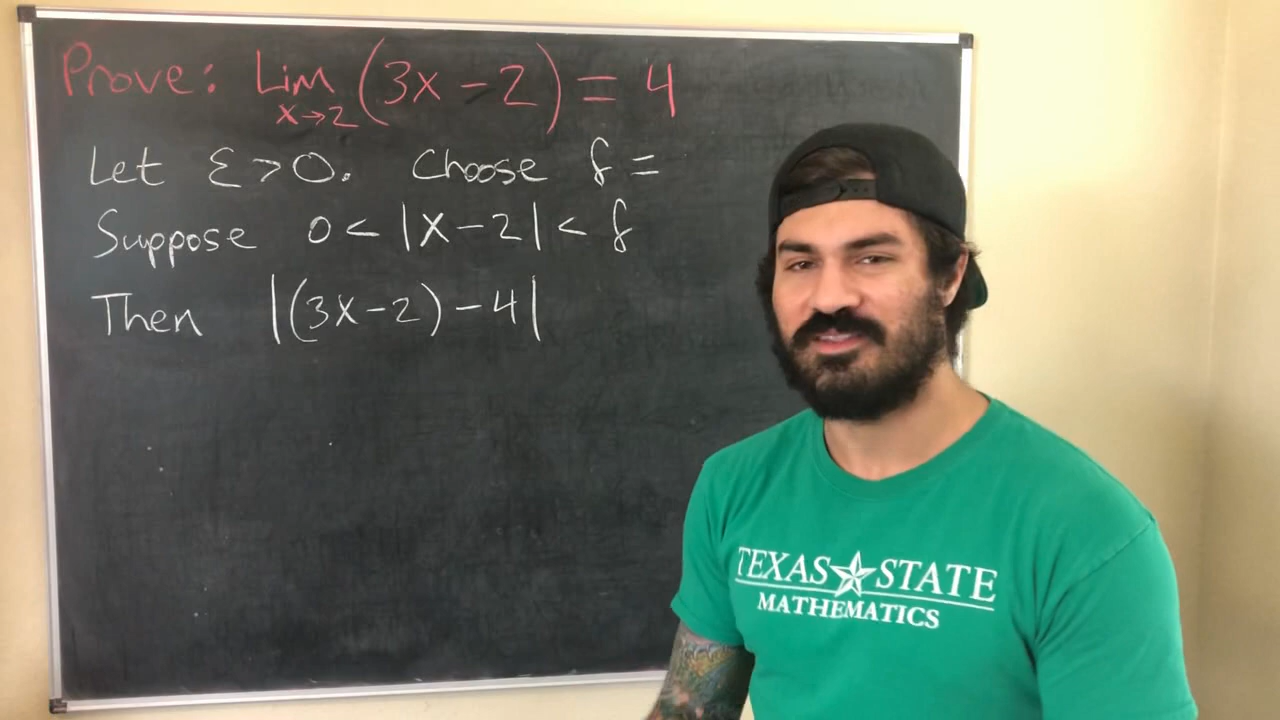 Prove: Lim (3x-2) = 4
x→2
Let ε>0. Choose δ =
Suppose 0 < |x-2| < δ
Then |(3x-2)-4|
TEXAS STATE
MATHEMATICS